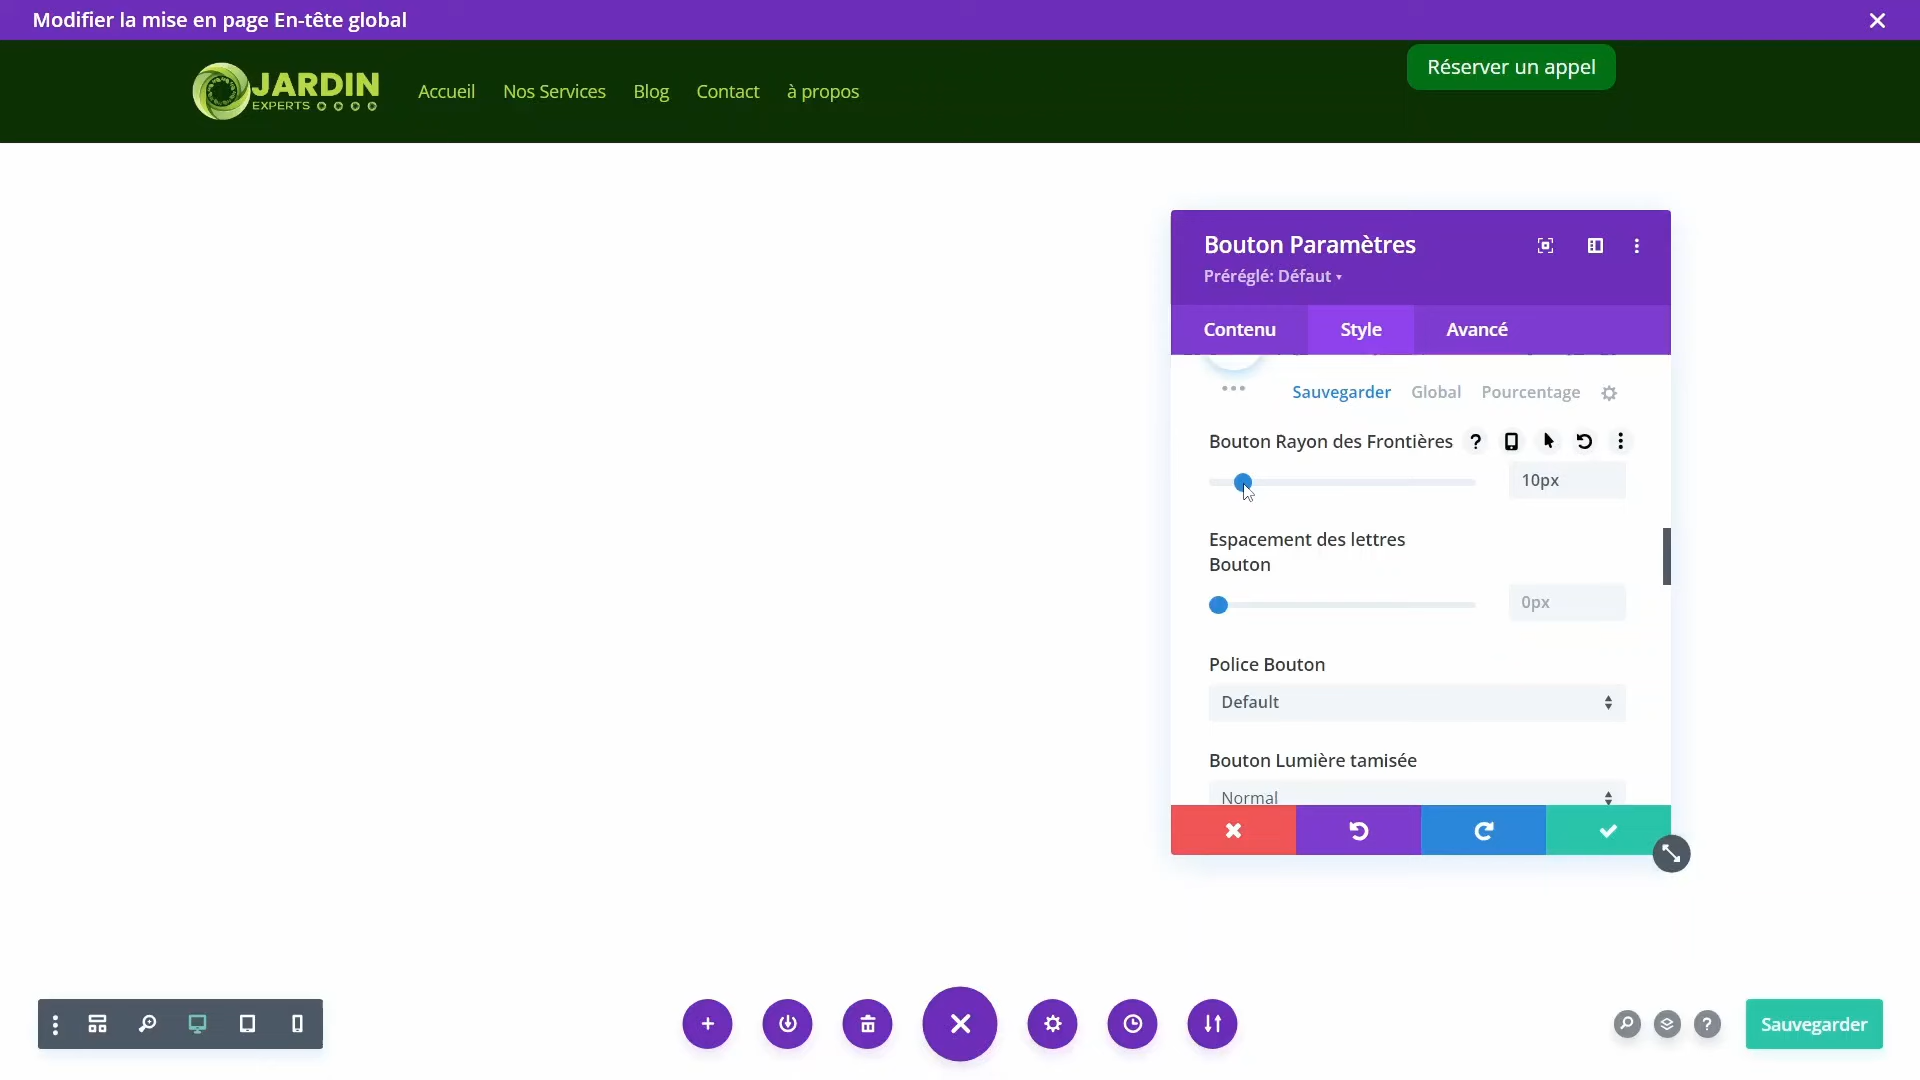 Modifier la mise en page En-tête global
JARDIN
EXPERTS
Accueil Nos Services Blog Contact à propos
Réserver un appel
Bouton Paramètres
Préréglé: Défaut
Contenu Style Avancé
Sauvegarder Global Pourcentage
Bouton Rayon des Frontières
10px
Espacement des lettres
Bouton
0px
Police Bouton
Default
Bouton Lumière tamisée
Normal
Sauvegarder